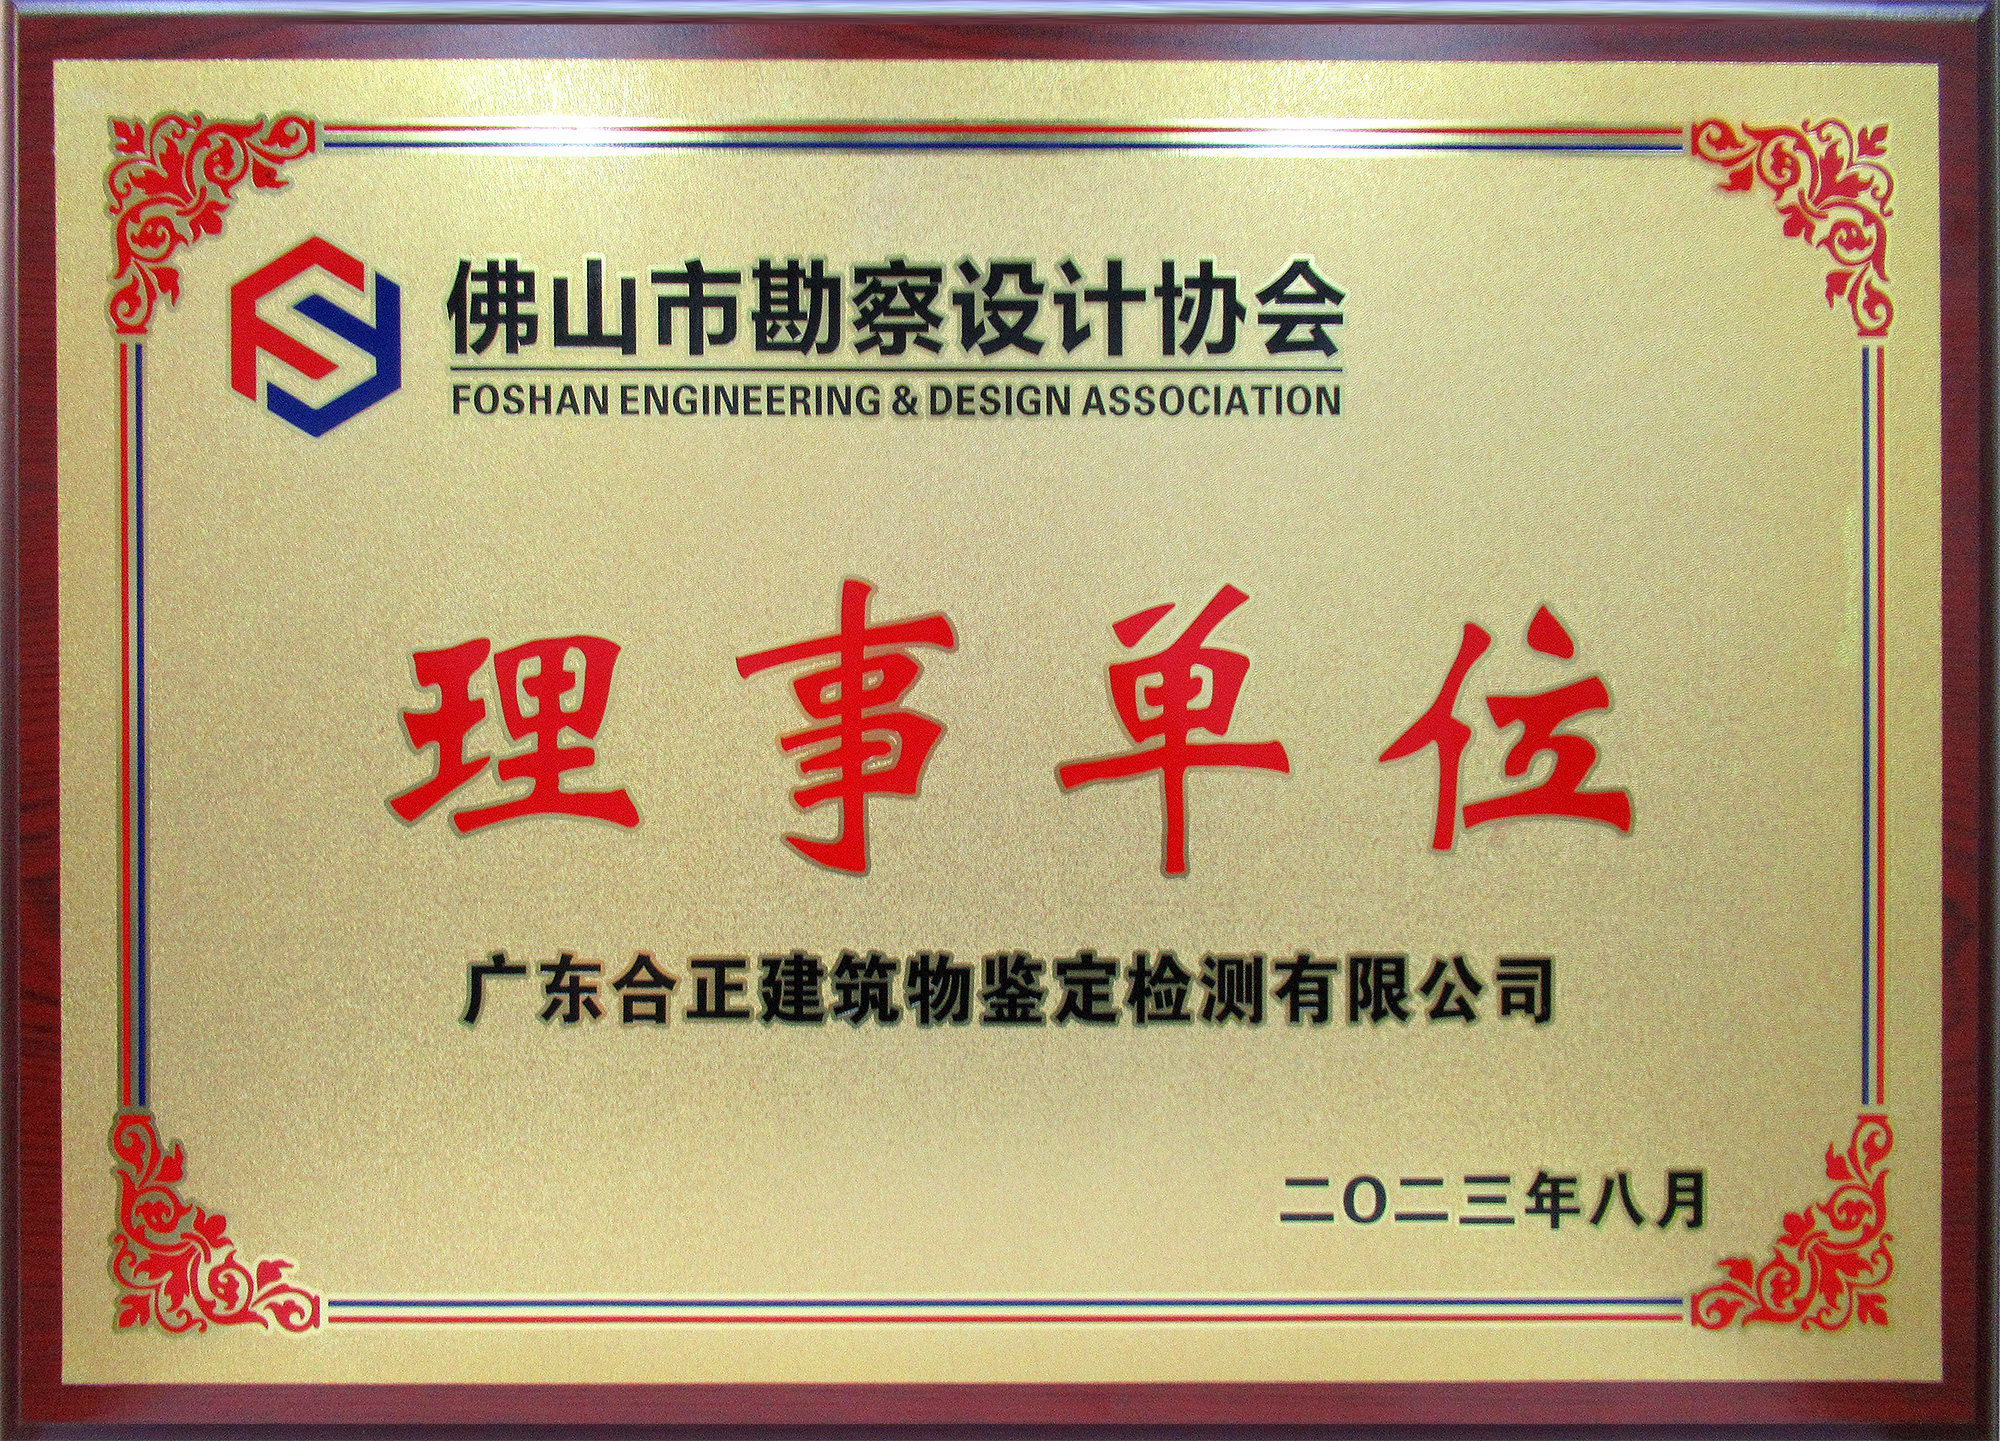 佛山市勘察设计协会
FOSHAN ENGINEERING & DESIGN ASSOCIATION
理事单位
广东合正建筑物鉴定检测有限公司
二〇二三年八月